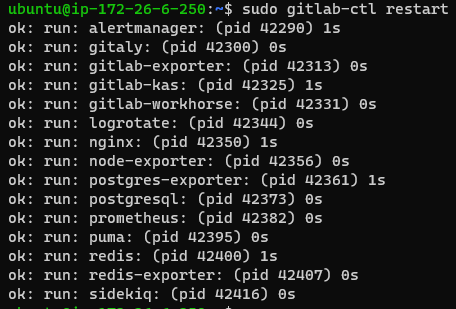 ubuntu@ip-172-26-6-250:~$ sudo gitlab-ctl restart
ok: run: alertmanager: (pid 42290) 1s
ok: run: gitaly: (pid 42300) 0s
ok: run: gitlab-exporter: (pid 42313) 0s
ok: run: gitlab-kas: (pid 42325) 1s
ok: run: gitlab-workhorse: (pid 42331) 0s
ok: run: logrotate: (pid 42344) 0s
ok: run: nginx: (pid 42350) 1s
ok: run: node-exporter: (pid 42356) 0s
ok: run: postgres-exporter: (pid 42361) 1s
ok: run: postgresql: (pid 42373) 0s
ok: run: prometheus: (pid 42382) 0s
ok: run: puma: (pid 42395) 0s
ok: run: redis: (pid 42400) 1s
ok: run: redis-exporter: (pid 42407) 0s
ok: run: sidekiq: (pid 42416) 0s